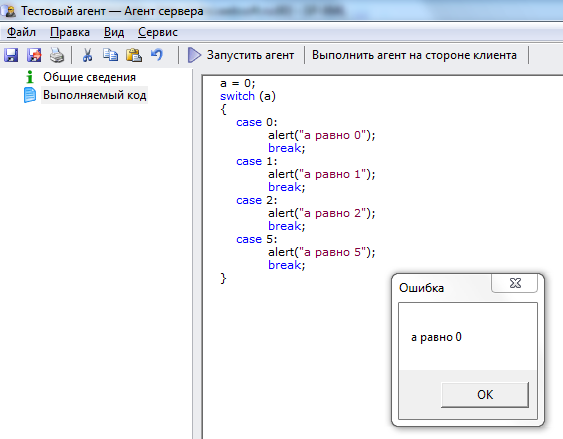 Тестовый агент — Агент сервера
Файл Правка Вид Сервис
Запустить агент Выполнить агент на стороне клиента
Общие сведения
Выполняемый код
a = 0;
switch (a)
{
case 0:
alert("a равно 0");
break;
case 1:
alert("a равно 1");
break;
case 2:
alert("a равно 2");
break;
case 5:
alert("a равно 5");
break;
}
Ошибка
a равно 0
OK